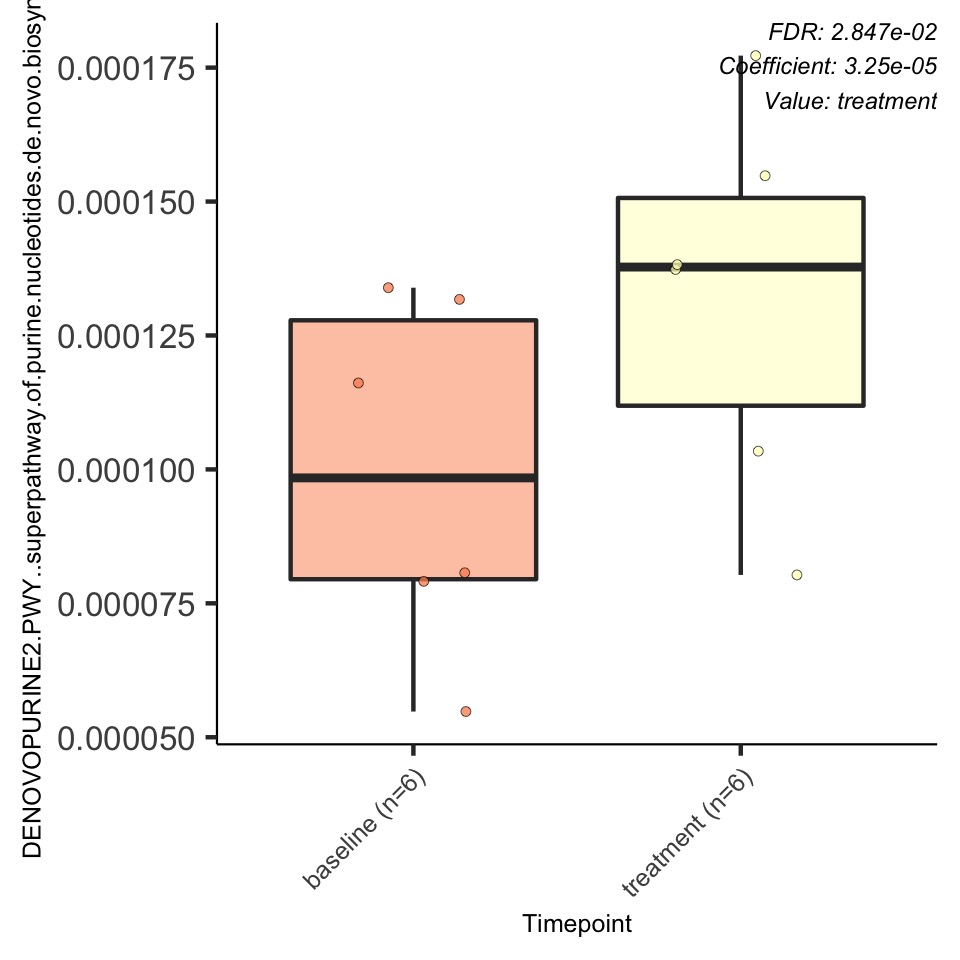 DENOVOPURINE2.PWY..superpathway.of.purine.nucleotides.de.novo.biosyn
FDR: 2.847e-02
Coefficient: 3.25e-05
Value: treatment
0.000175
0.000150
0.000125
0.000100
0.000075
0.000050
baseline (n=6)
treatment (n=6)
Timepoint